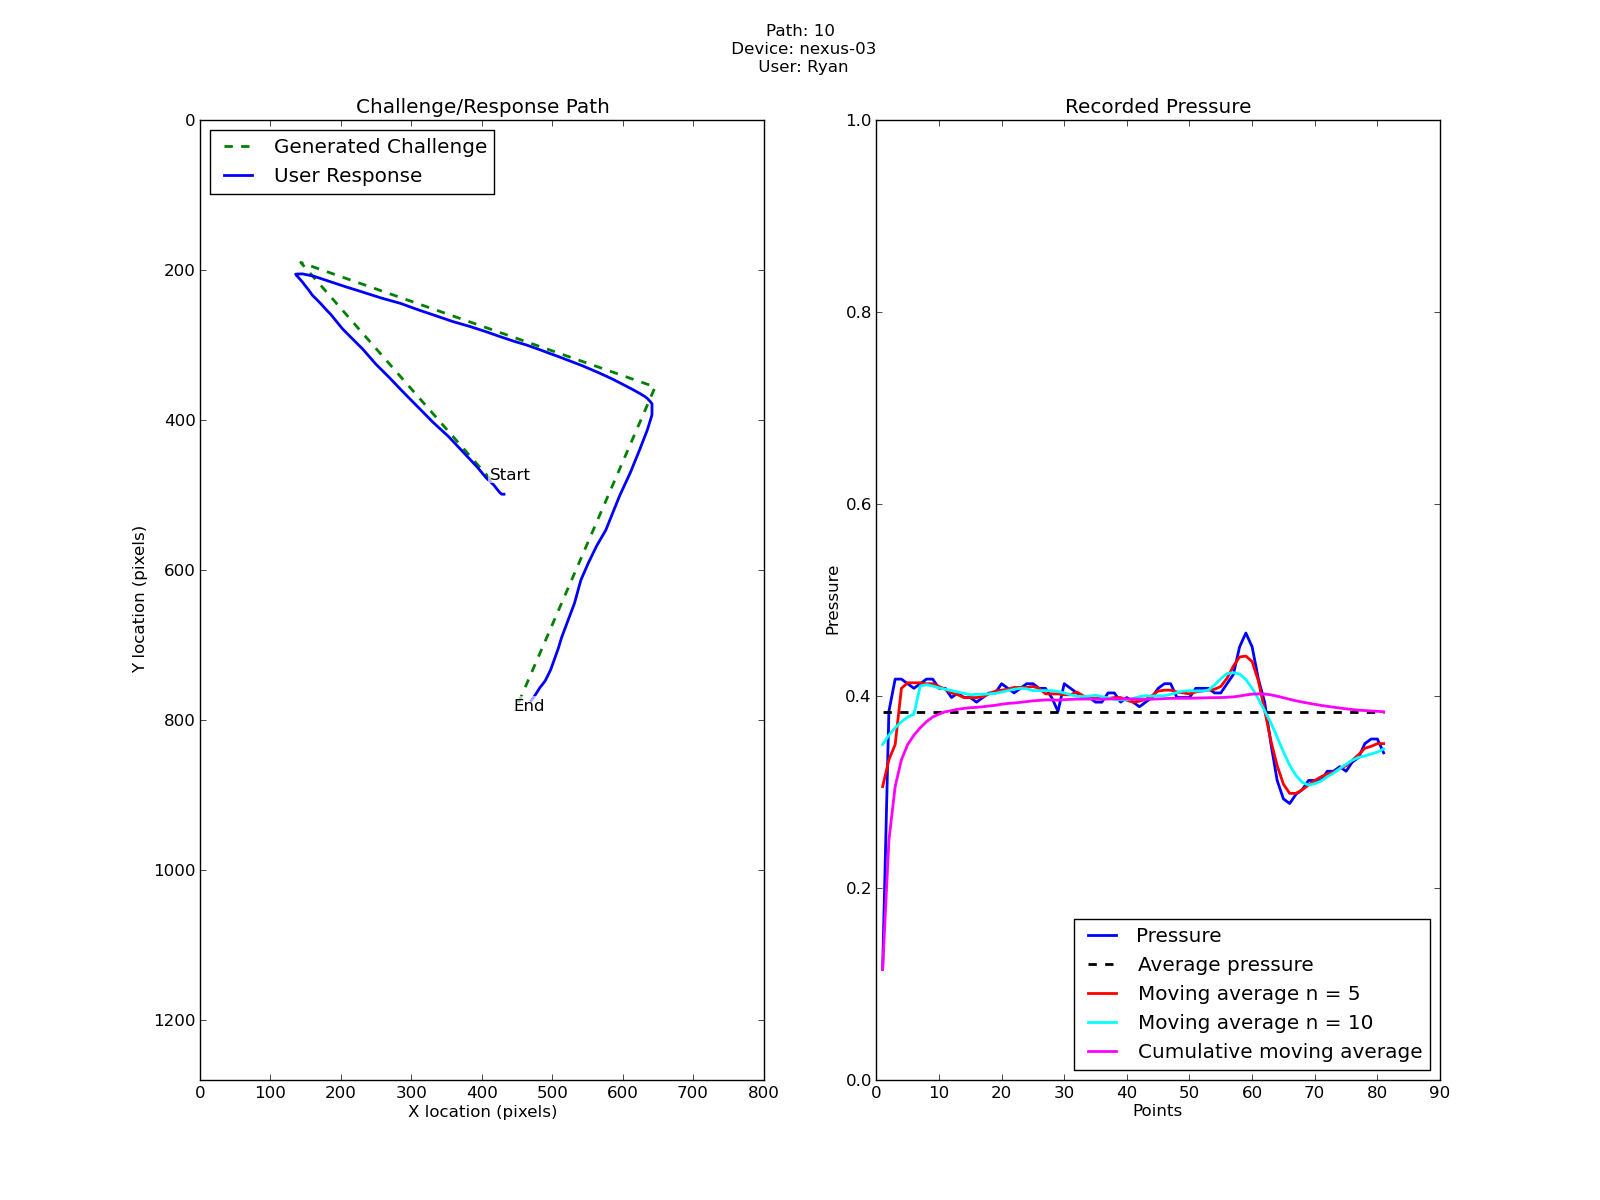 Path: 10
Device: nexus-03
User: Ryan
Challenge/Response Path
Generated Challenge
User Response
Start
End
0
200
400
600
800
1000
1200
Y location (pixels)
0 100 200 300 400 500 600 700 800
X location (pixels)
Recorded Pressure
1.0
0.8
0.6
0.4
0.2
0.0
Pressure
Pressure
Average pressure
Moving average n = 5
Moving average n = 10
Cumulative moving average
0 10 20 30 40 50 60 70 80 90
Points